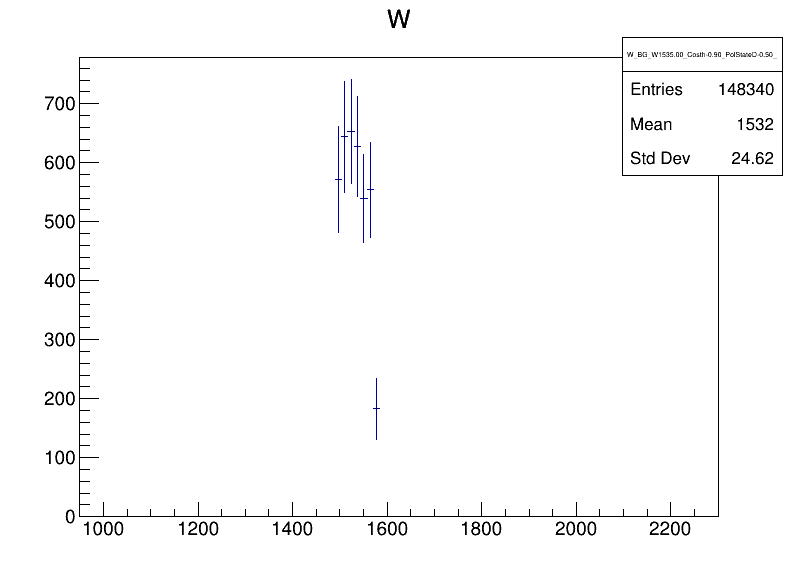 W
W_BG_W1535.00_Costh-0.90_PolStateD-0.50_
Entries 148340
Mean 1532
Std Dev 24.62
700
600
500
400
300
200
100
0
1000 1200 1400 1600 1800 2000 2200